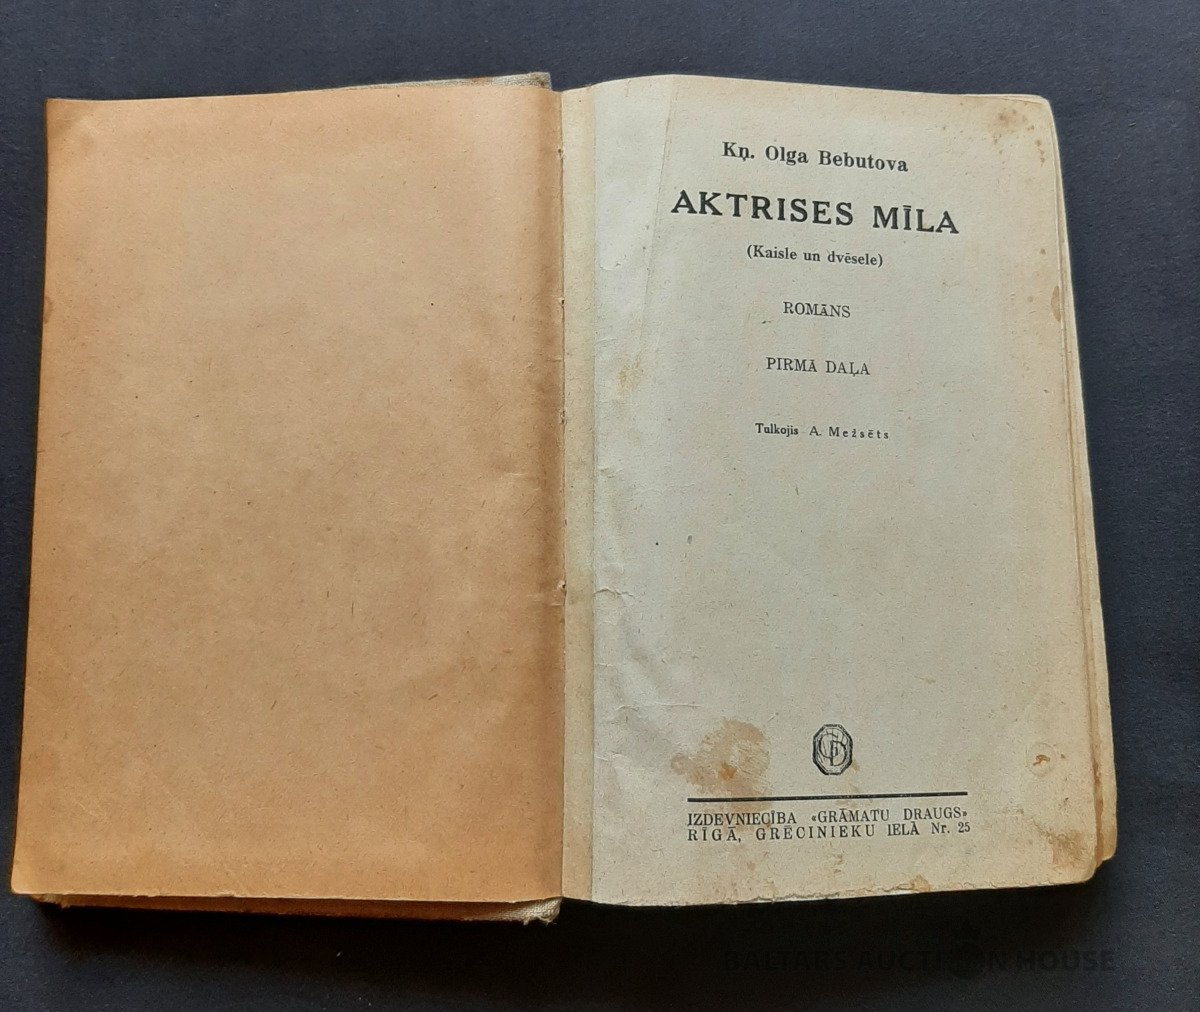 Kņ. Olga Bebutova
AKTRISES MĪLA
(Kaisle un dvēsele)
ROMĀNS
PIRMĀ DAĻA
Tulkojis A. Mežsēts
IZDEVNIECĪBA «GRĀMATU DRAUGS»
RĪGĀ, GRĒCINIEKU IELĀ Nr. 25
BALTARS AUCTION HOUSE